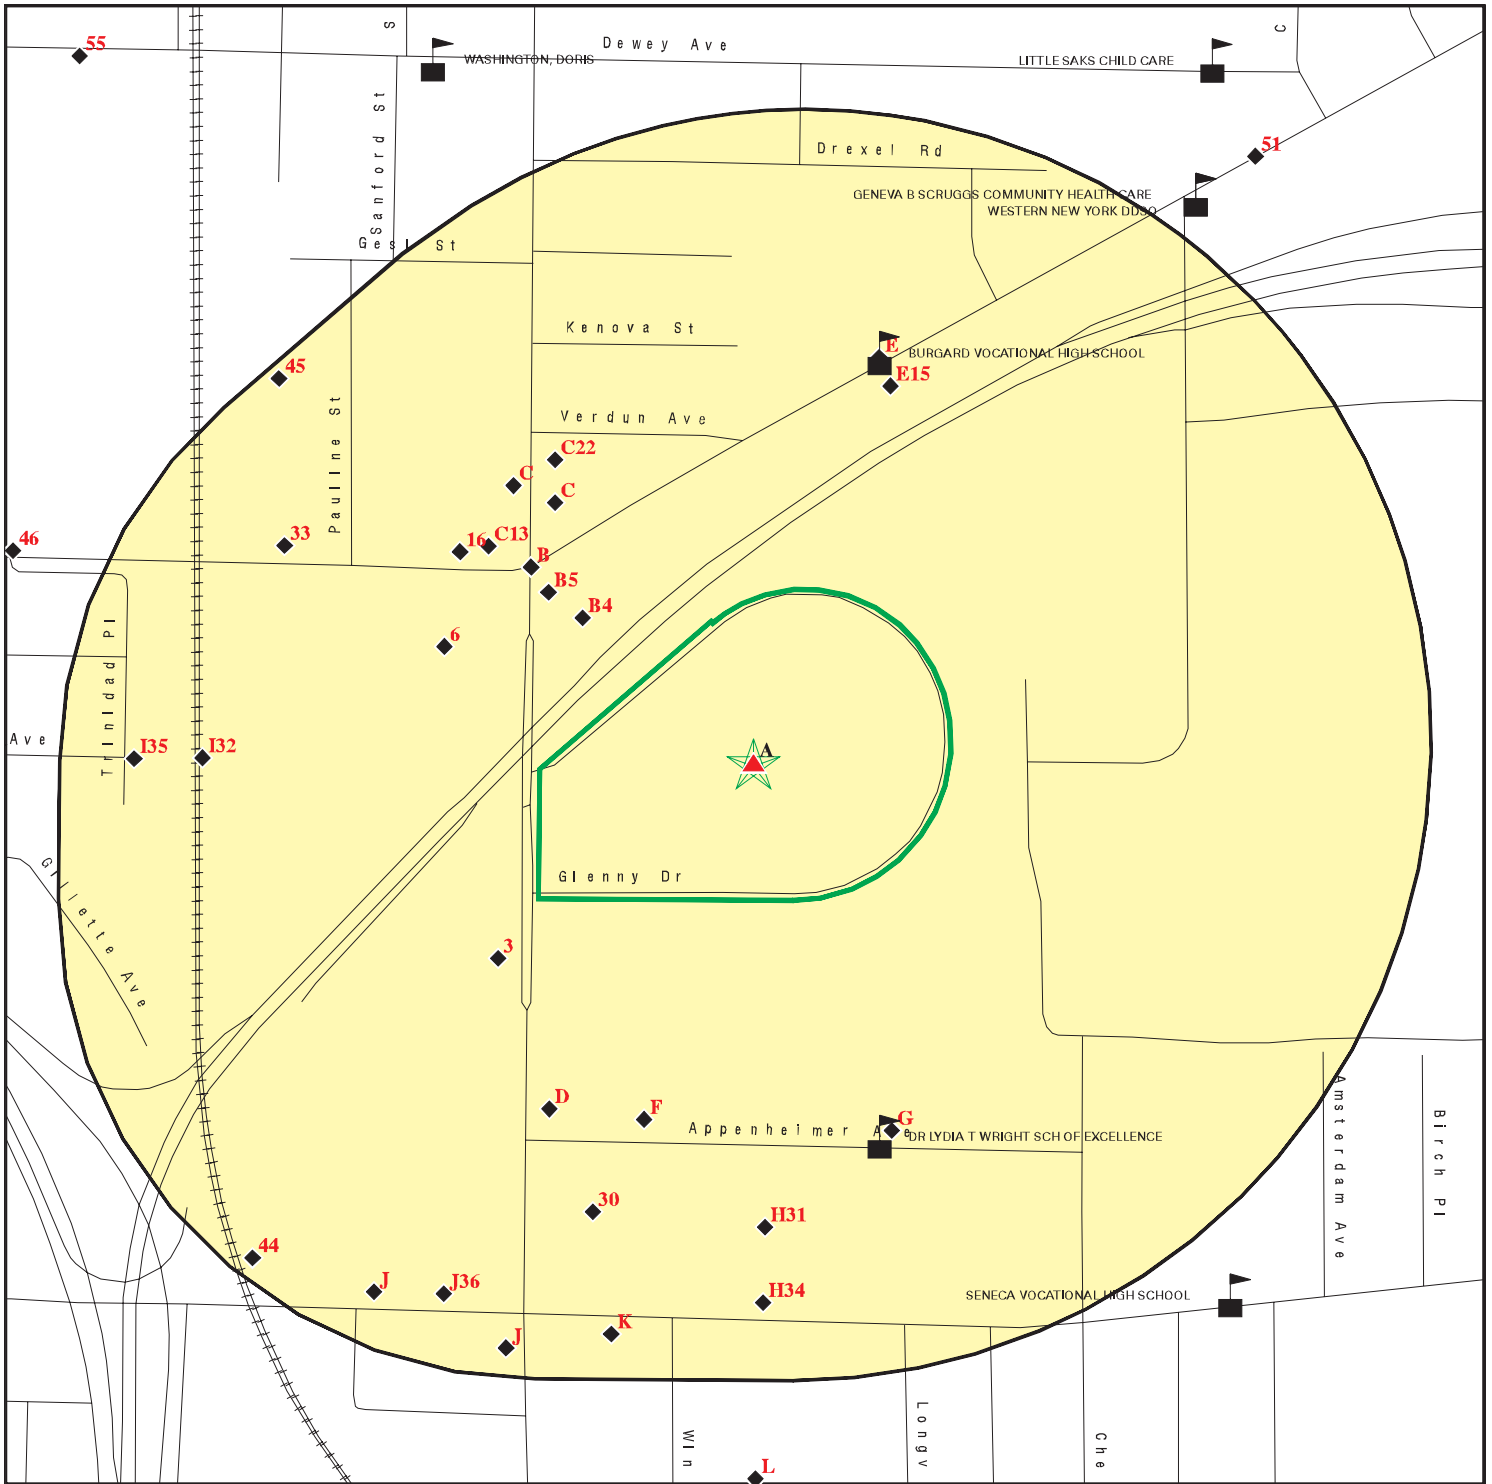 55
S
Dewey Ave
C
WASHINGTON, DORIS
LITTLE SAKS CHILD CARE
51
Sanford St
Drexel Rd
GENEVA B SCRUGGS COMMUNITY HEALTH CARE
WESTERN NEW YORK DDSO
Gesl St
Kenova St
E
BURGARD VOCATIONAL HIGH SCHOOL
45
E15
Pauline St
Verdun Ave
C22
C
C
46
33
16
C13
B
B5
B4
6
Trinidad Pl
Ave
I35
I32
A
Gillette Ave
Glenny Dr
3
D
F
G
Appenheimer Ave
DR LYDIA T WRIGHT SCH OF EXCELLENCE
Amsterdam Ave
Birch Pl
30
H31
44
J
J36
H34
SENECA VOCATIONAL HIGH SCHOOL
K
J
Win
Longv
Che
L